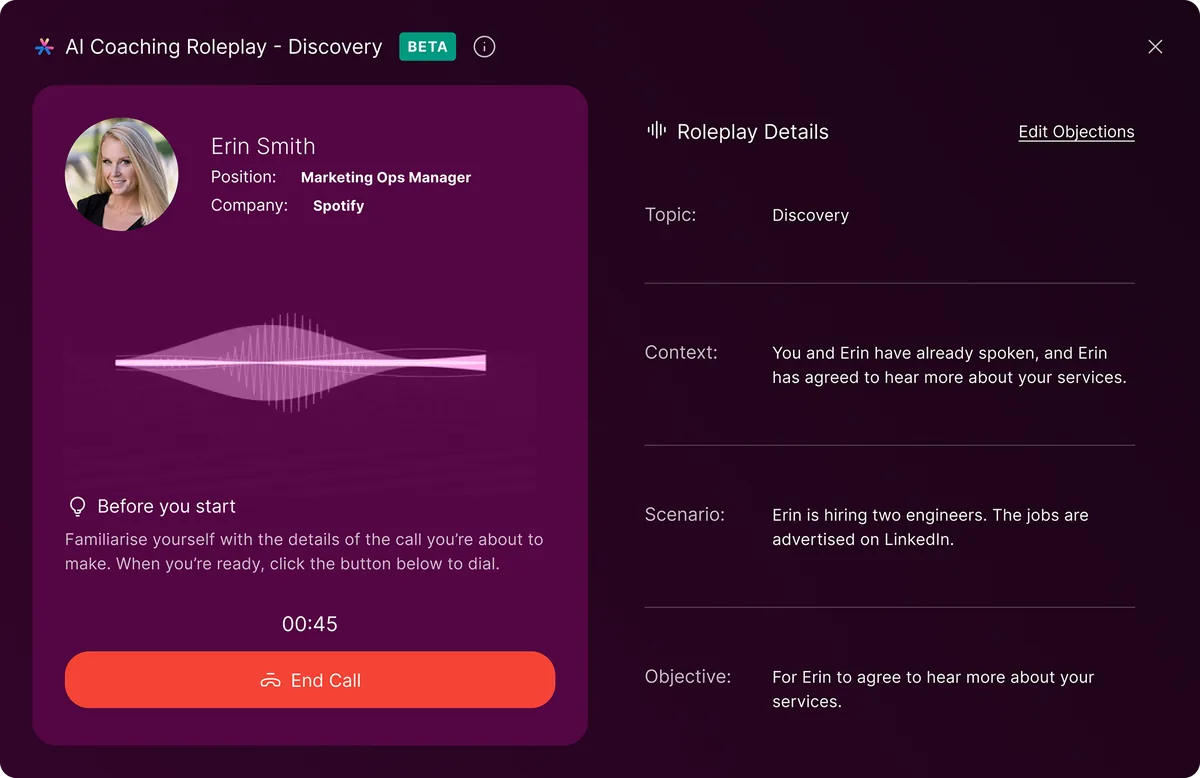 AI Coaching Roleplay - Discovery BETA
Erin Smith
Position: Marketing Ops Manager
Company: Spotify
Before you start
Familiarise yourself with the details of the call you’re about to
make. When you’re ready, click the button below to dial.
00:45
End Call
Roleplay Details
Edit Objections
Topic: Discovery
Context: You and Erin have already spoken, and Erin
has agreed to hear more about your services.
Scenario: Erin is hiring two engineers. The jobs are
advertised on LinkedIn.
Objective: For Erin to agree to hear more about your
services.